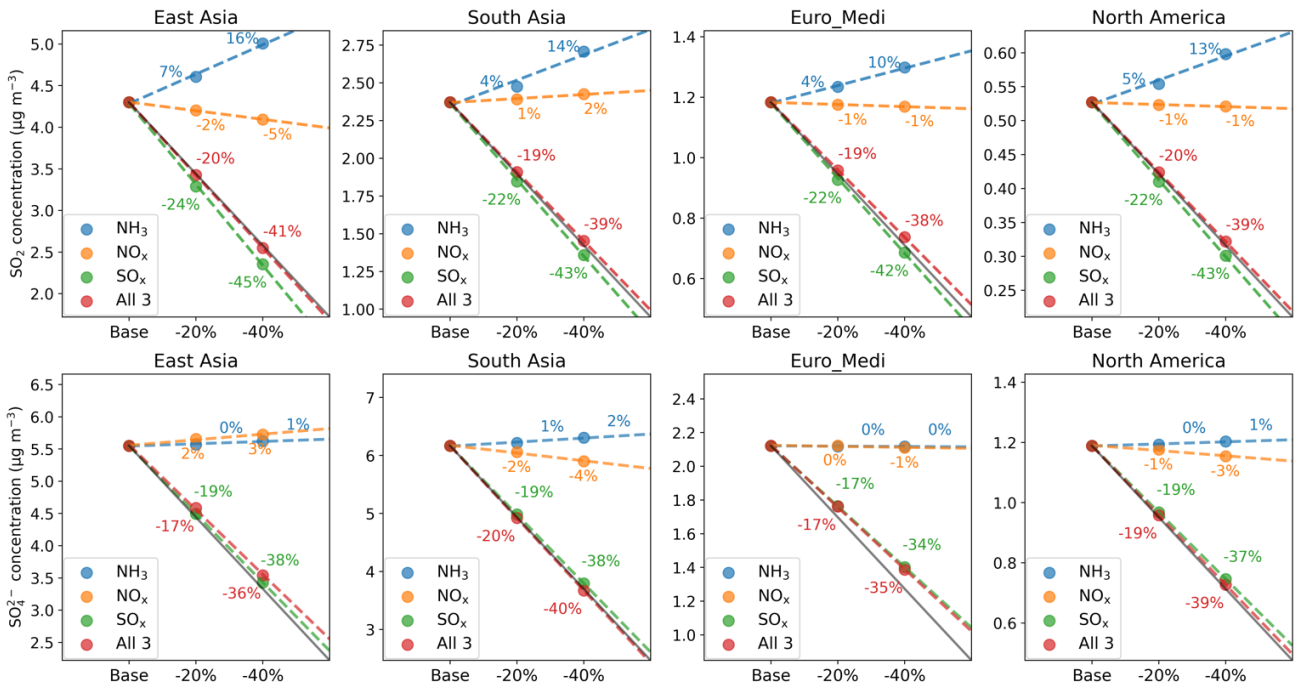 East Asia
SO₂ concentration (µg m⁻³)
5.0
4.5
4.0
3.5
3.0
2.5
2.0
7%
16%
-2%
-5%
-20%
-24%
-41%
-45%
NH₃
NOₓ
SOₓ
All 3
Base
-20%
-40%
South Asia
2.75
2.50
2.25
2.00
1.75
1.50
1.25
1.00
4%
14%
1%
2%
-19%
-22%
-39%
-43%
NH₃
NOₓ
SOₓ
All 3
Base
-20%
-40%
Euro_Medi
1.4
1.2
1.0
0.8
0.6
4%
10%
-1%
-1%
-19%
-22%
-38%
-42%
NH₃
NOₓ
SOₓ
All 3
Base
-20%
-40%
North America
0.60
0.55
0.50
0.45
0.40
0.35
0.30
0.25
5%
13%
-1%
-1%
-20%
-22%
-39%
-43%
NH₃
NOₓ
SOₓ
All 3
Base
-20%
-40%
East Asia
SO₄²⁻ concentration (µg m⁻³)
6.5
6.0
5.5
5.0
4.5
4.0
3.5
3.0
2.5
0%
1%
2%
3%
-19%
-17%
-38%
-36%
NH₃
NOₓ
SOₓ
All 3
Base
-20%
-40%
South Asia
7
6
5
4
3
1%
2%
-2%
-4%
-19%
-20%
-38%
-40%
NH₃
NOₓ
SOₓ
All 3
Base
-20%
-40%
Euro_Medi
2.4
2.2
2.0
1.8
1.6
1.4
1.2
1.0
0%
0%
0%
-1%
-17%
-17%
-34%
-35%
NH₃
NOₓ
SOₓ
All 3
Base
-20%
-40%
North America
1.4
1.2
1.0
0.8
0.6
0%
1%
-1%
-3%
-19%
-19%
-37%
-39%
NH₃
NOₓ
SOₓ
All 3
Base
-20%
-40%